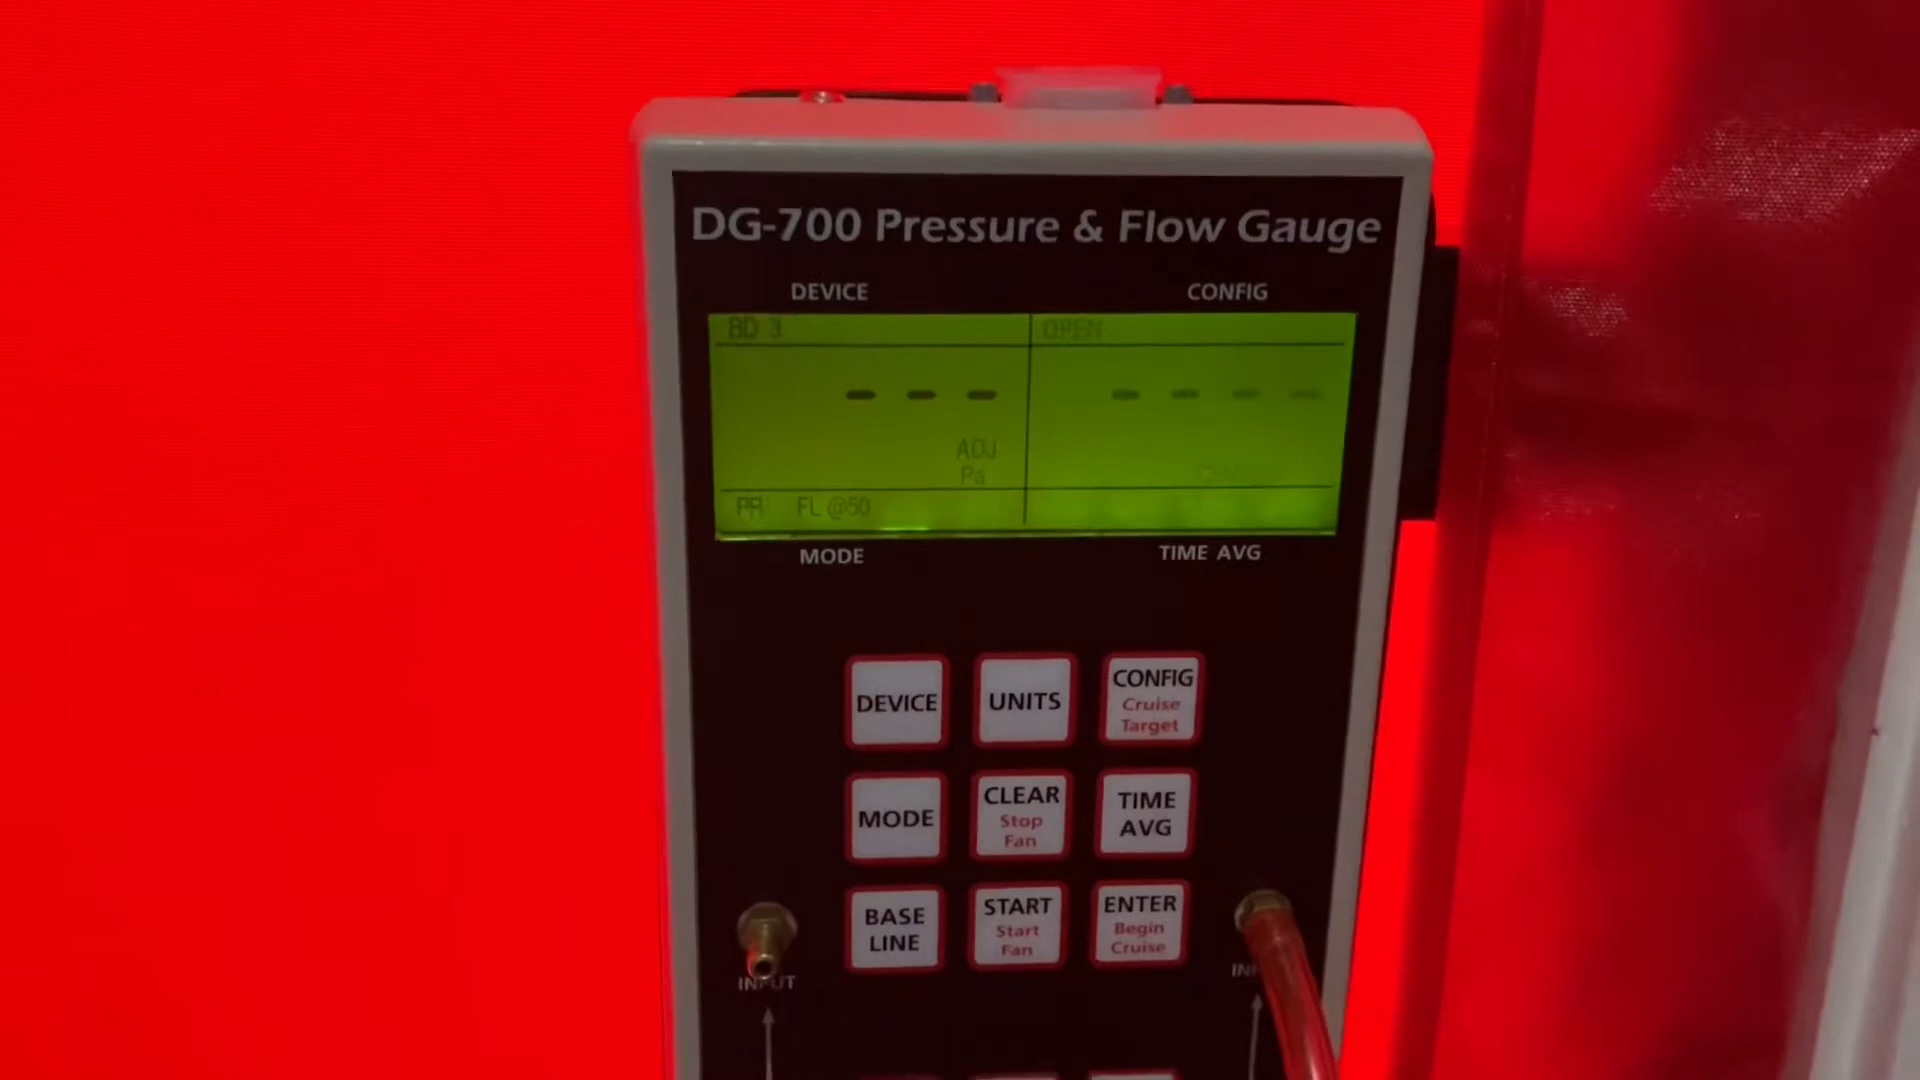 DG-700 Pressure & Flow Gauge
DEVICE CONFIG
BD 3 OPEN
- - - - - - -
ADJ
Pa
PR/ FL @50
MODE TIME AVG
DEVICE UNITS CONFIG
Cruise
Target
MODE CLEAR
Stop
Fan
TIME
AVG
BASE
LINE
START
Start
Fan
ENTER
Begin
Cruise
INPUT